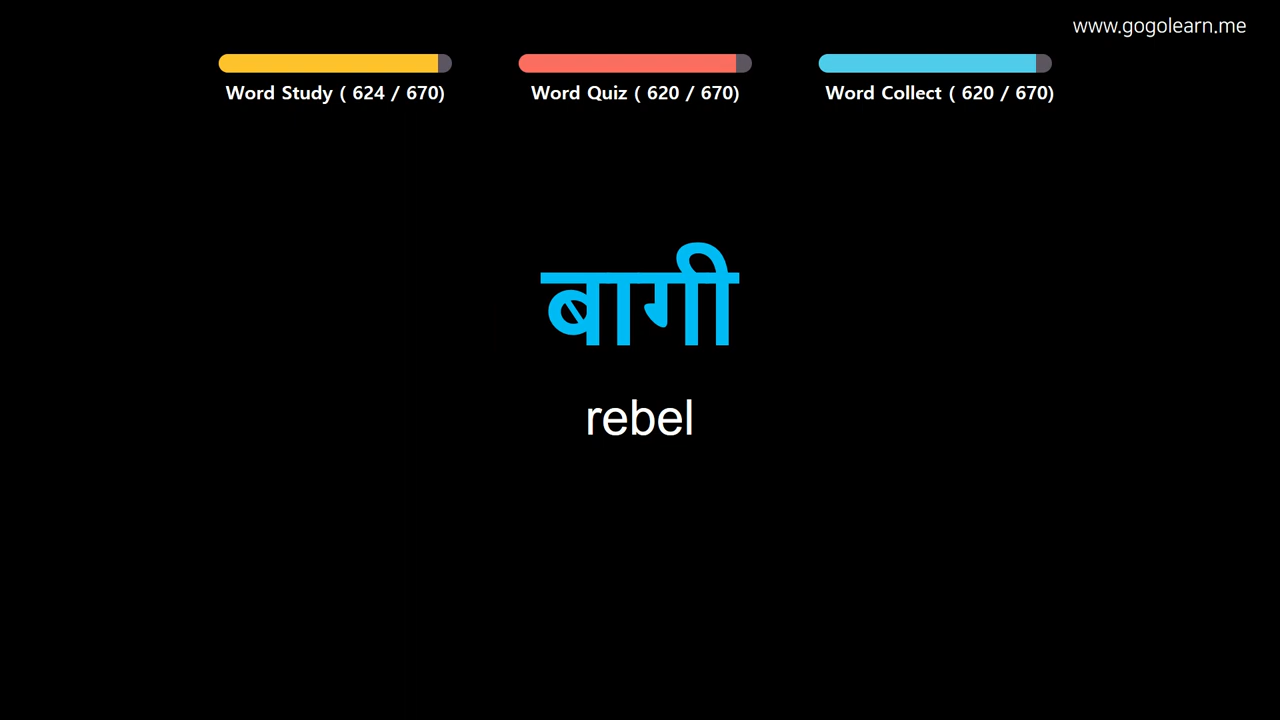 www.gogolearn.me
Word Study ( 624 / 670)
Word Quiz ( 620 / 670)
Word Collect ( 620 / 670)
बागी
rebel